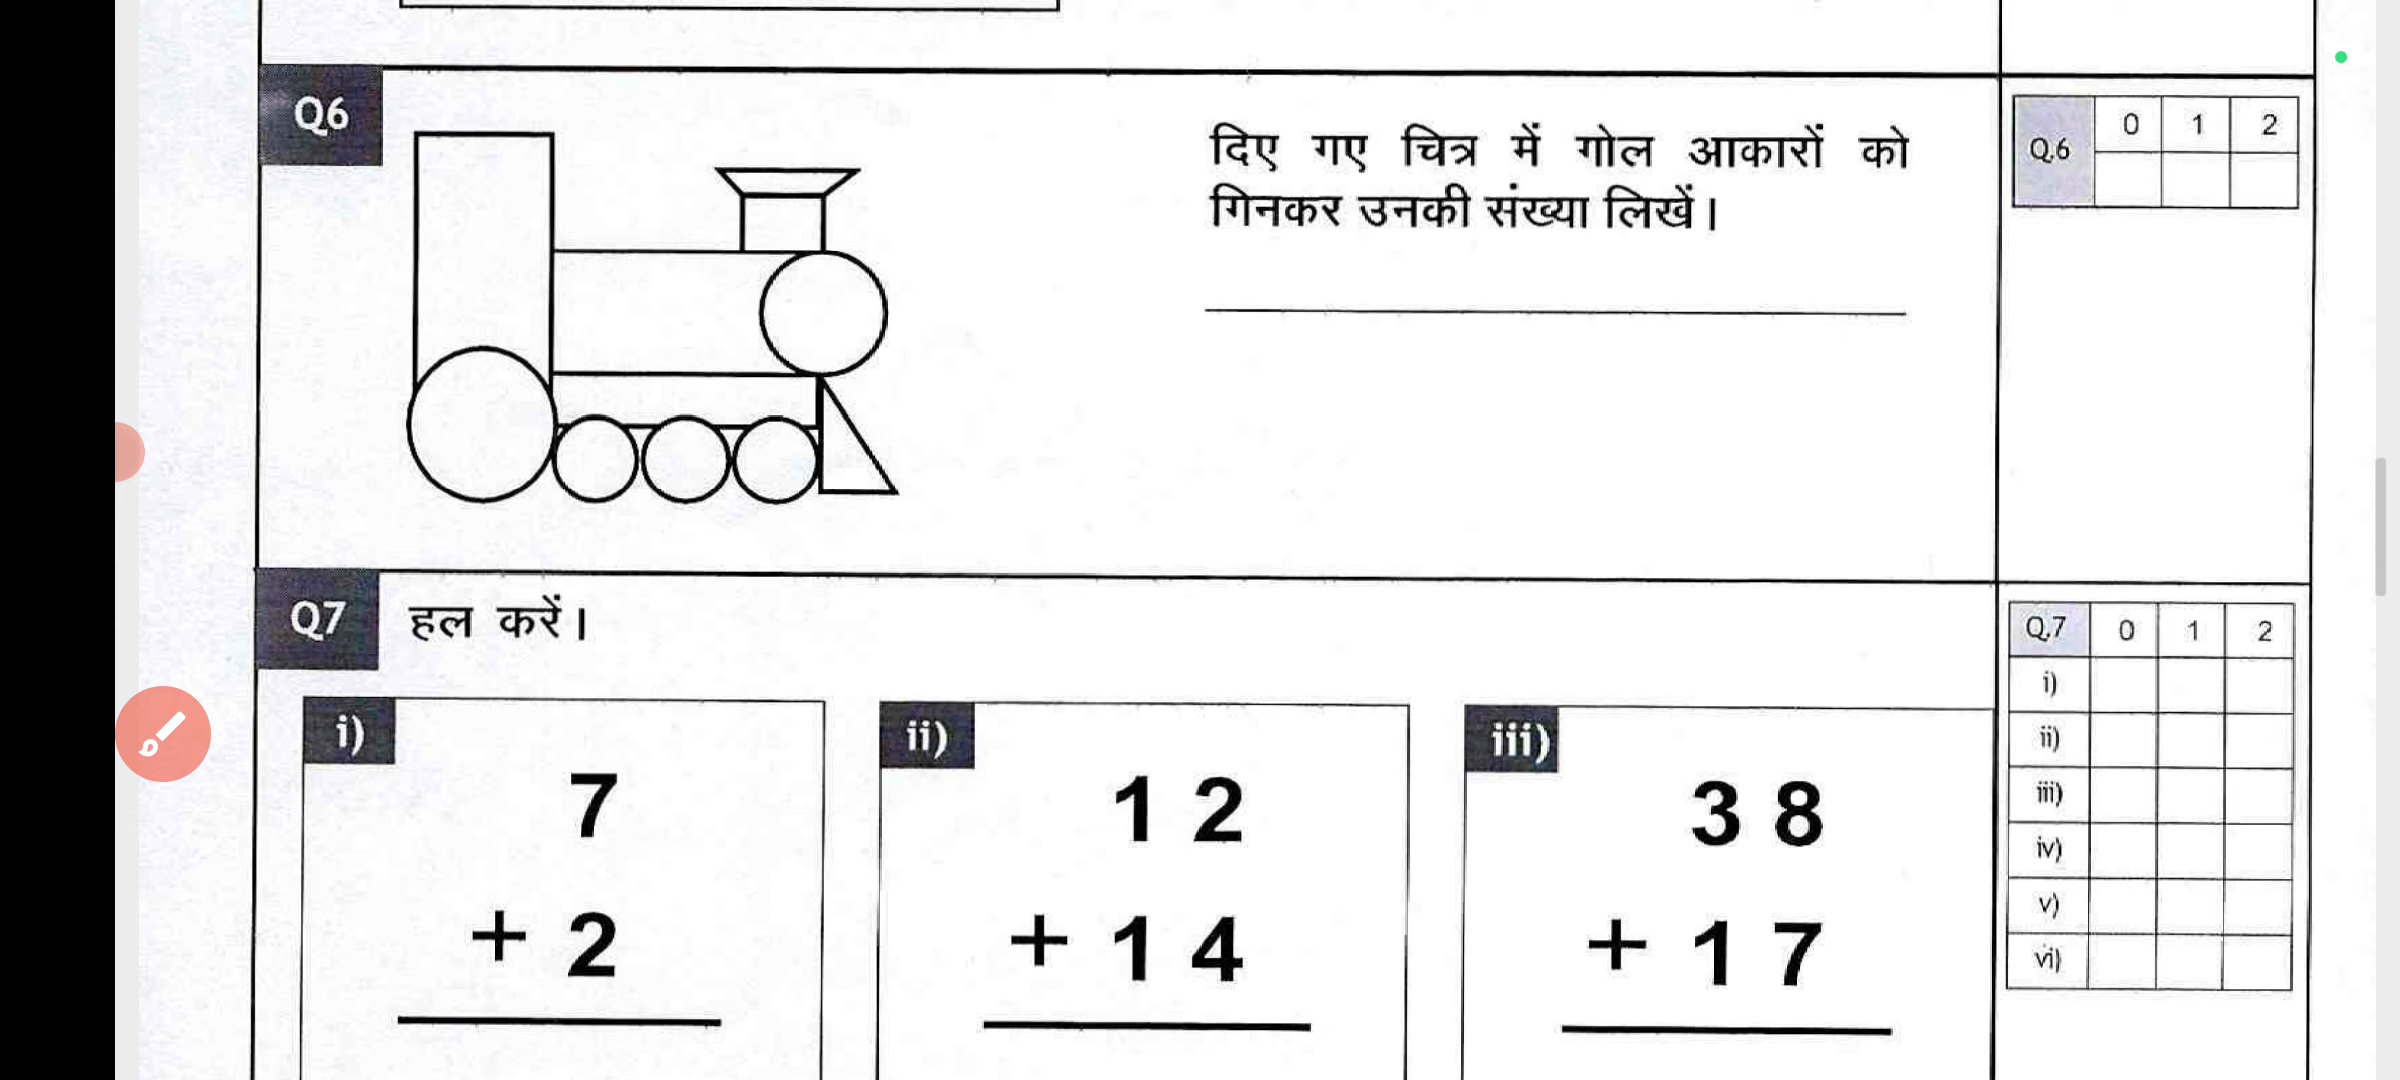 Q6
दिए गए चित्र में गोल आकारों को
गिनकर उनकी संख्या लिखें।
Q.6 0 1 2
Q7 हल करें।
i)
7
+ 2
ii)
1 2
+ 1 4
iii)
3 8
+ 1 7
Q.7 0 1 2
i)
ii)
iii)
iv)
v)
vi)